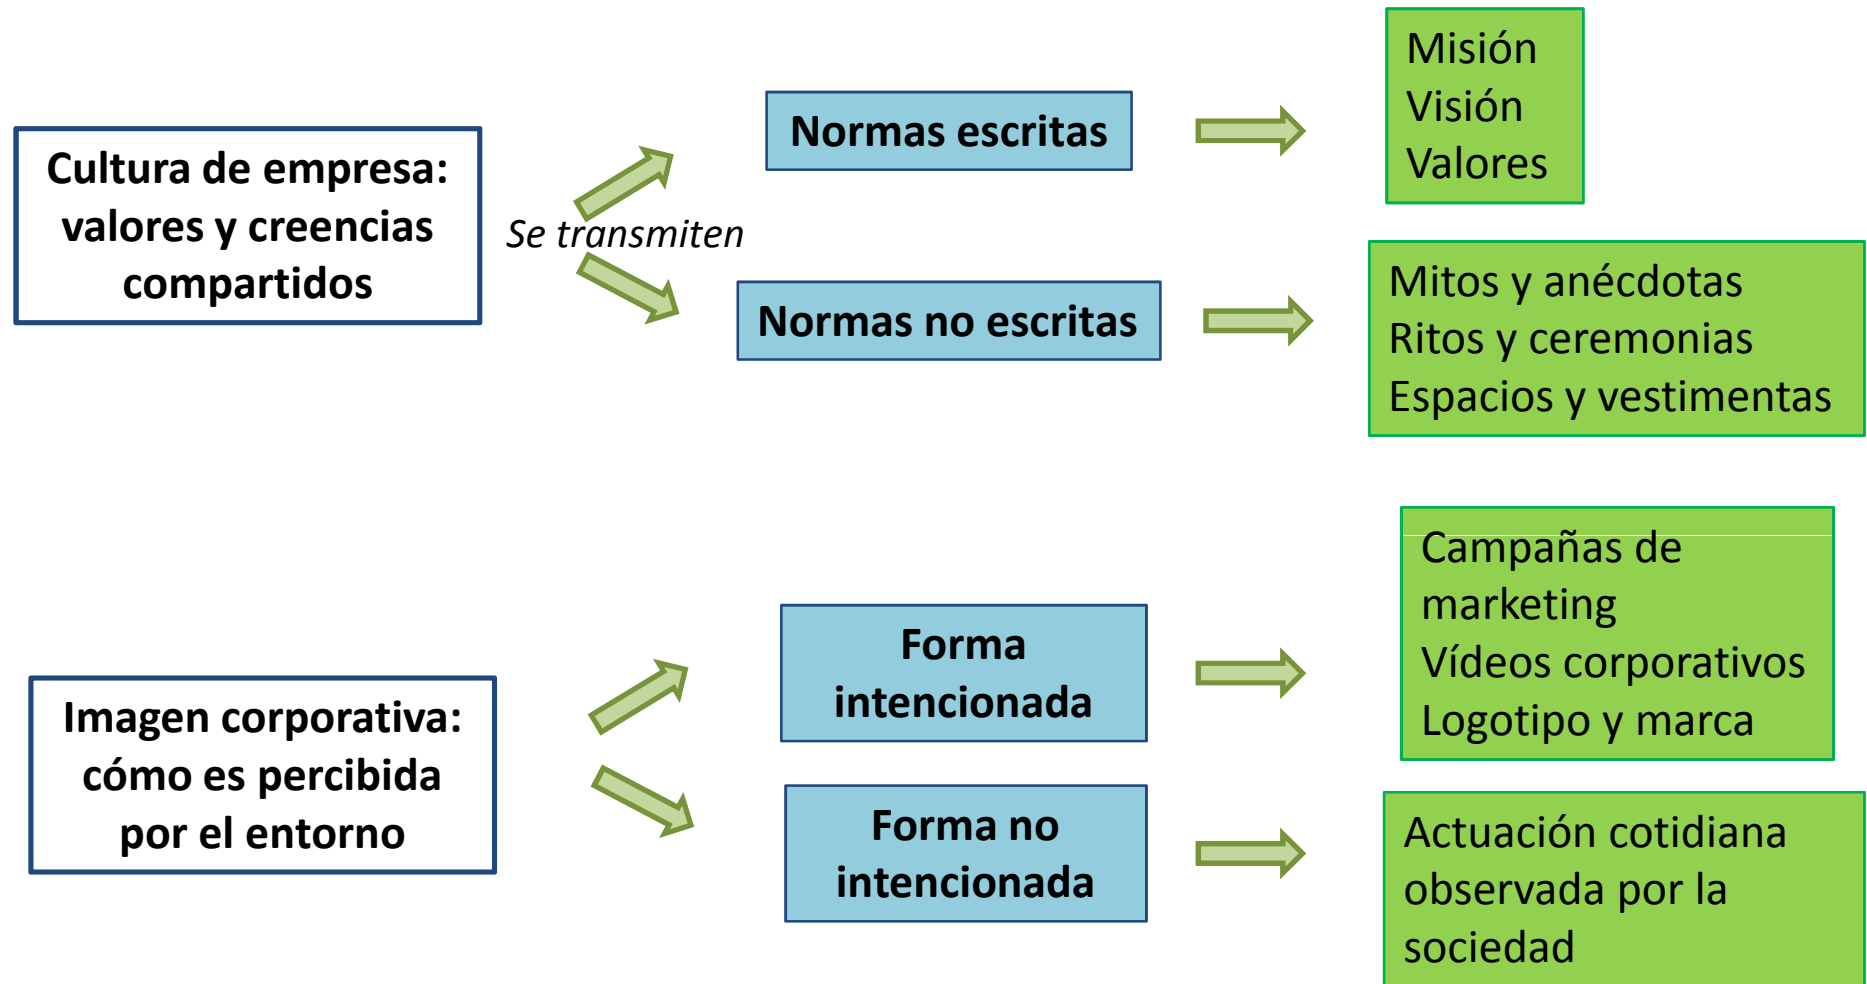 Cultura de empresa:
valores y creencias
compartidos
Se transmiten
Normas escritas
Misión
Visión
Valores
Normas no escritas
Mitos y anécdotas
Ritos y ceremonias
Espacios y vestimentas
Imagen corporativa:
cómo es percibida
por el entorno
Forma
intencionada
Campañas de
marketing
Vídeos corporativos
Logotipo y marca
Forma no
intencionada
Actuación cotidiana
observada por la
sociedad